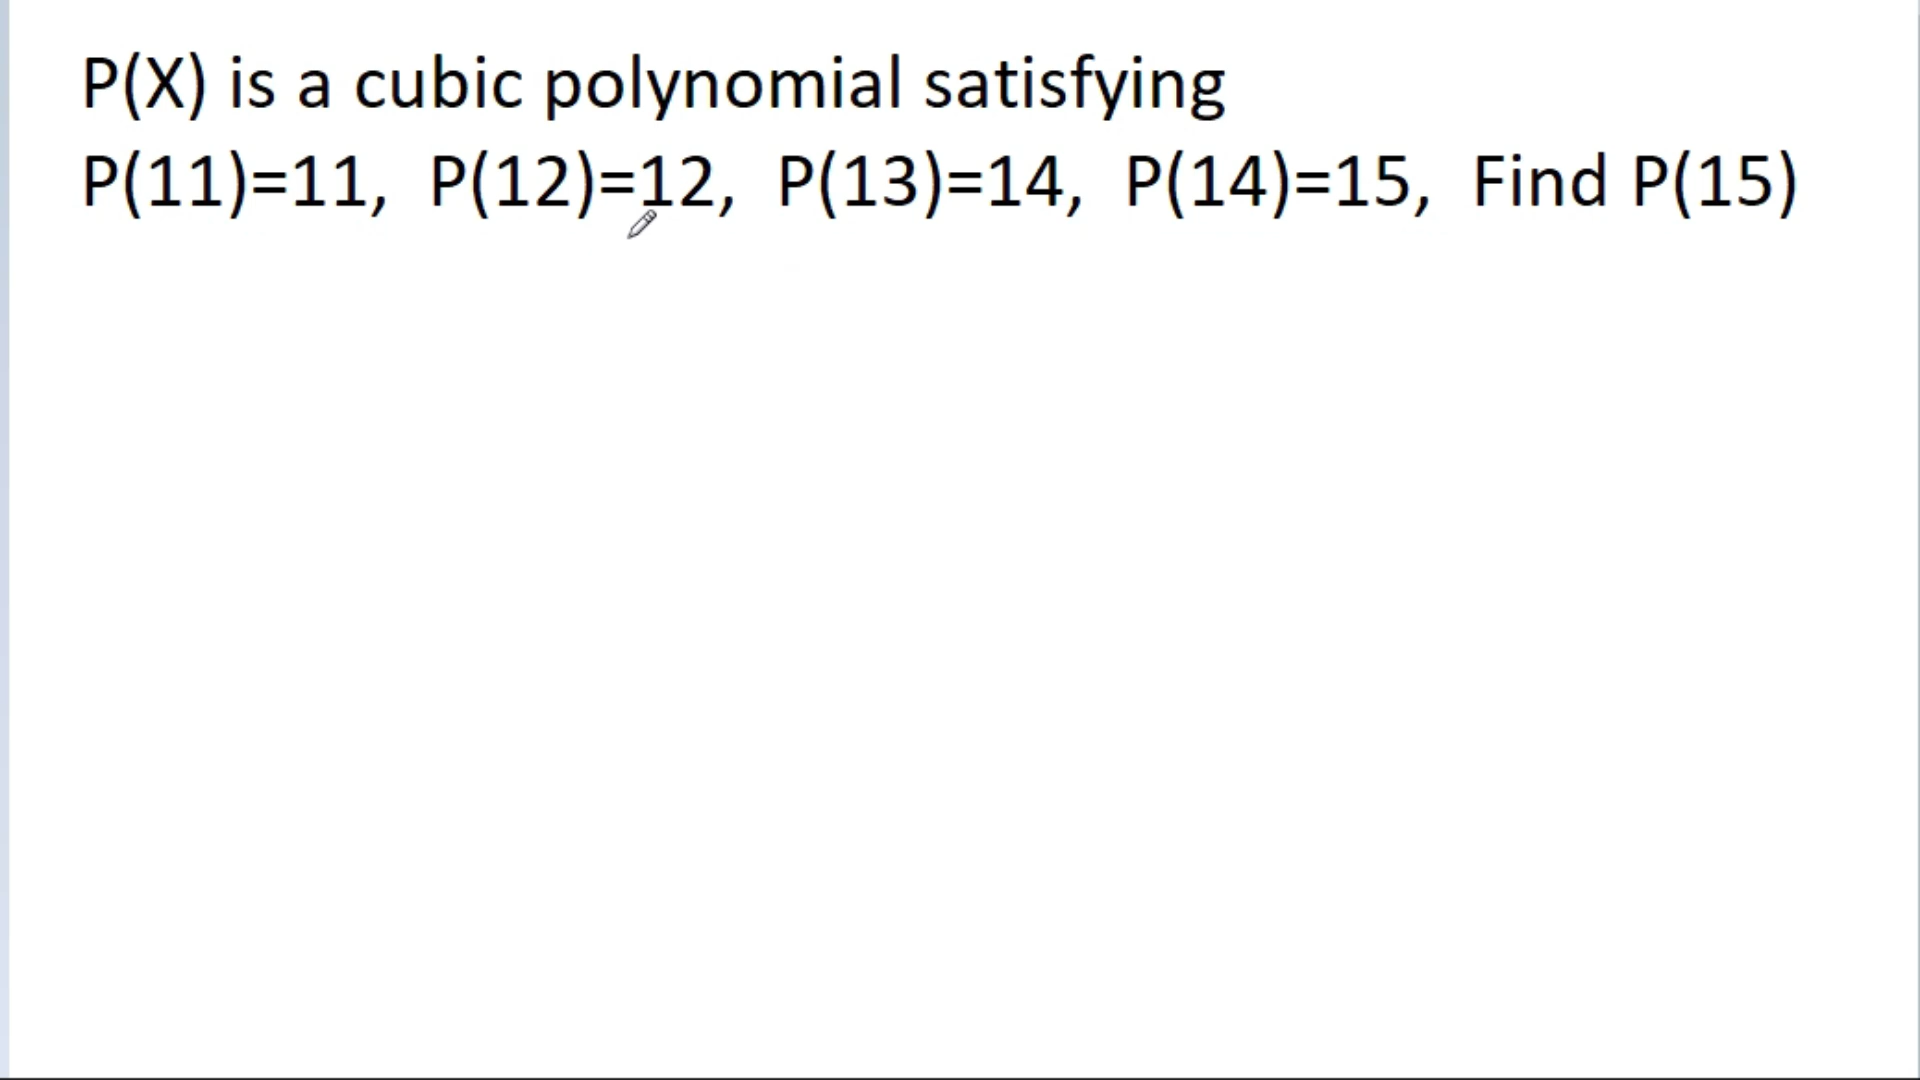 P(X) is a cubic polynomial satisfying
P(11)=11, P(12)=12, P(13)=14, P(14)=15, Find P(15)